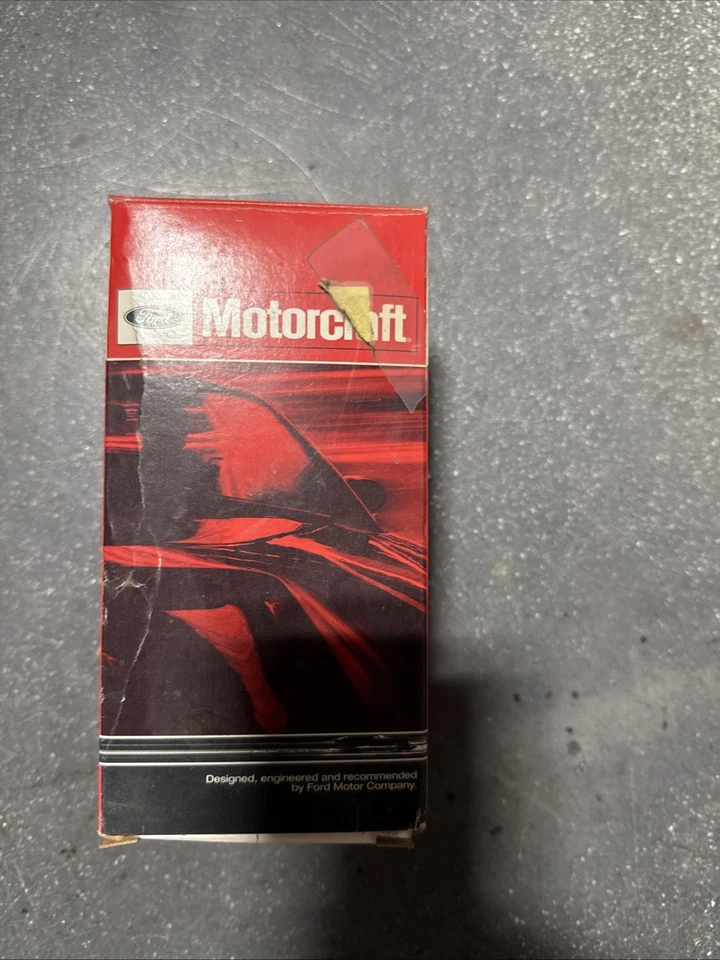 Ford
Motorcraft
Designed, engineered and recommended
by Ford Motor Company.